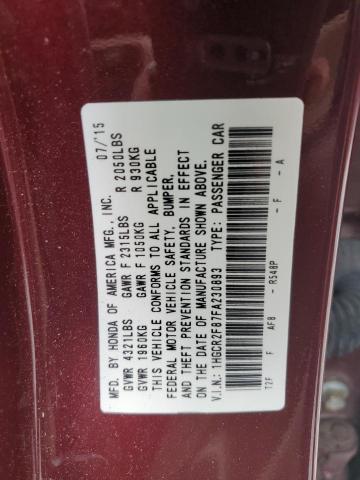 MFD. BY HONDA OF AMERICA MFG., INC. 07/15
GVWR 4321LBS GAWR F 2315LBS R 2050LBS
GVWR 1960KG GAWR F 1050KG R 930KG
THIS VEHICLE CONFORMS TO ALL APPLICABLE
FEDERAL MOTOR VEHICLE SAFETY, BUMPER,
AND THEFT PREVENTION STANDARDS IN EFFECT
ON THE DATE OF MANUFACTURE SHOWN ABOVE.
V.I.N.: 1HGCR2F87FA230883 TYPE: PASSENGER CAR
T2F F AF8 - R548P - F - A